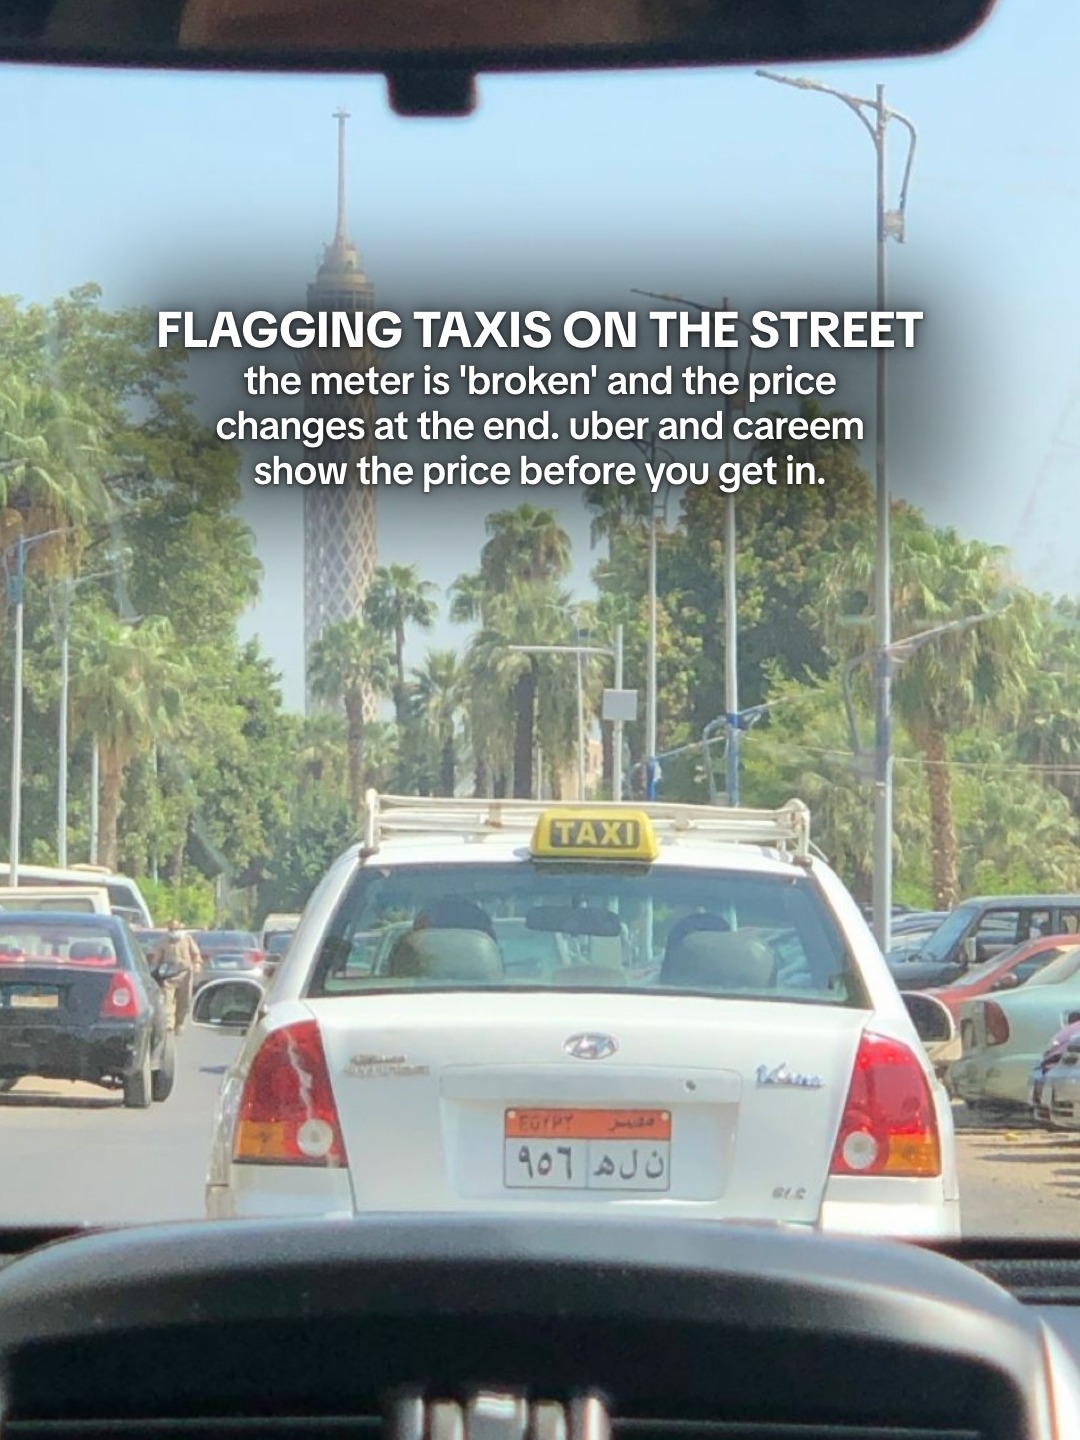 FLAGGING TAXIS ON THE STREET
the meter is 'broken' and the price
changes at the end. uber and careem
show the price before you get in.
TAXI
EGYPT مصر
٩٥٦ ن ل ھ
GLS